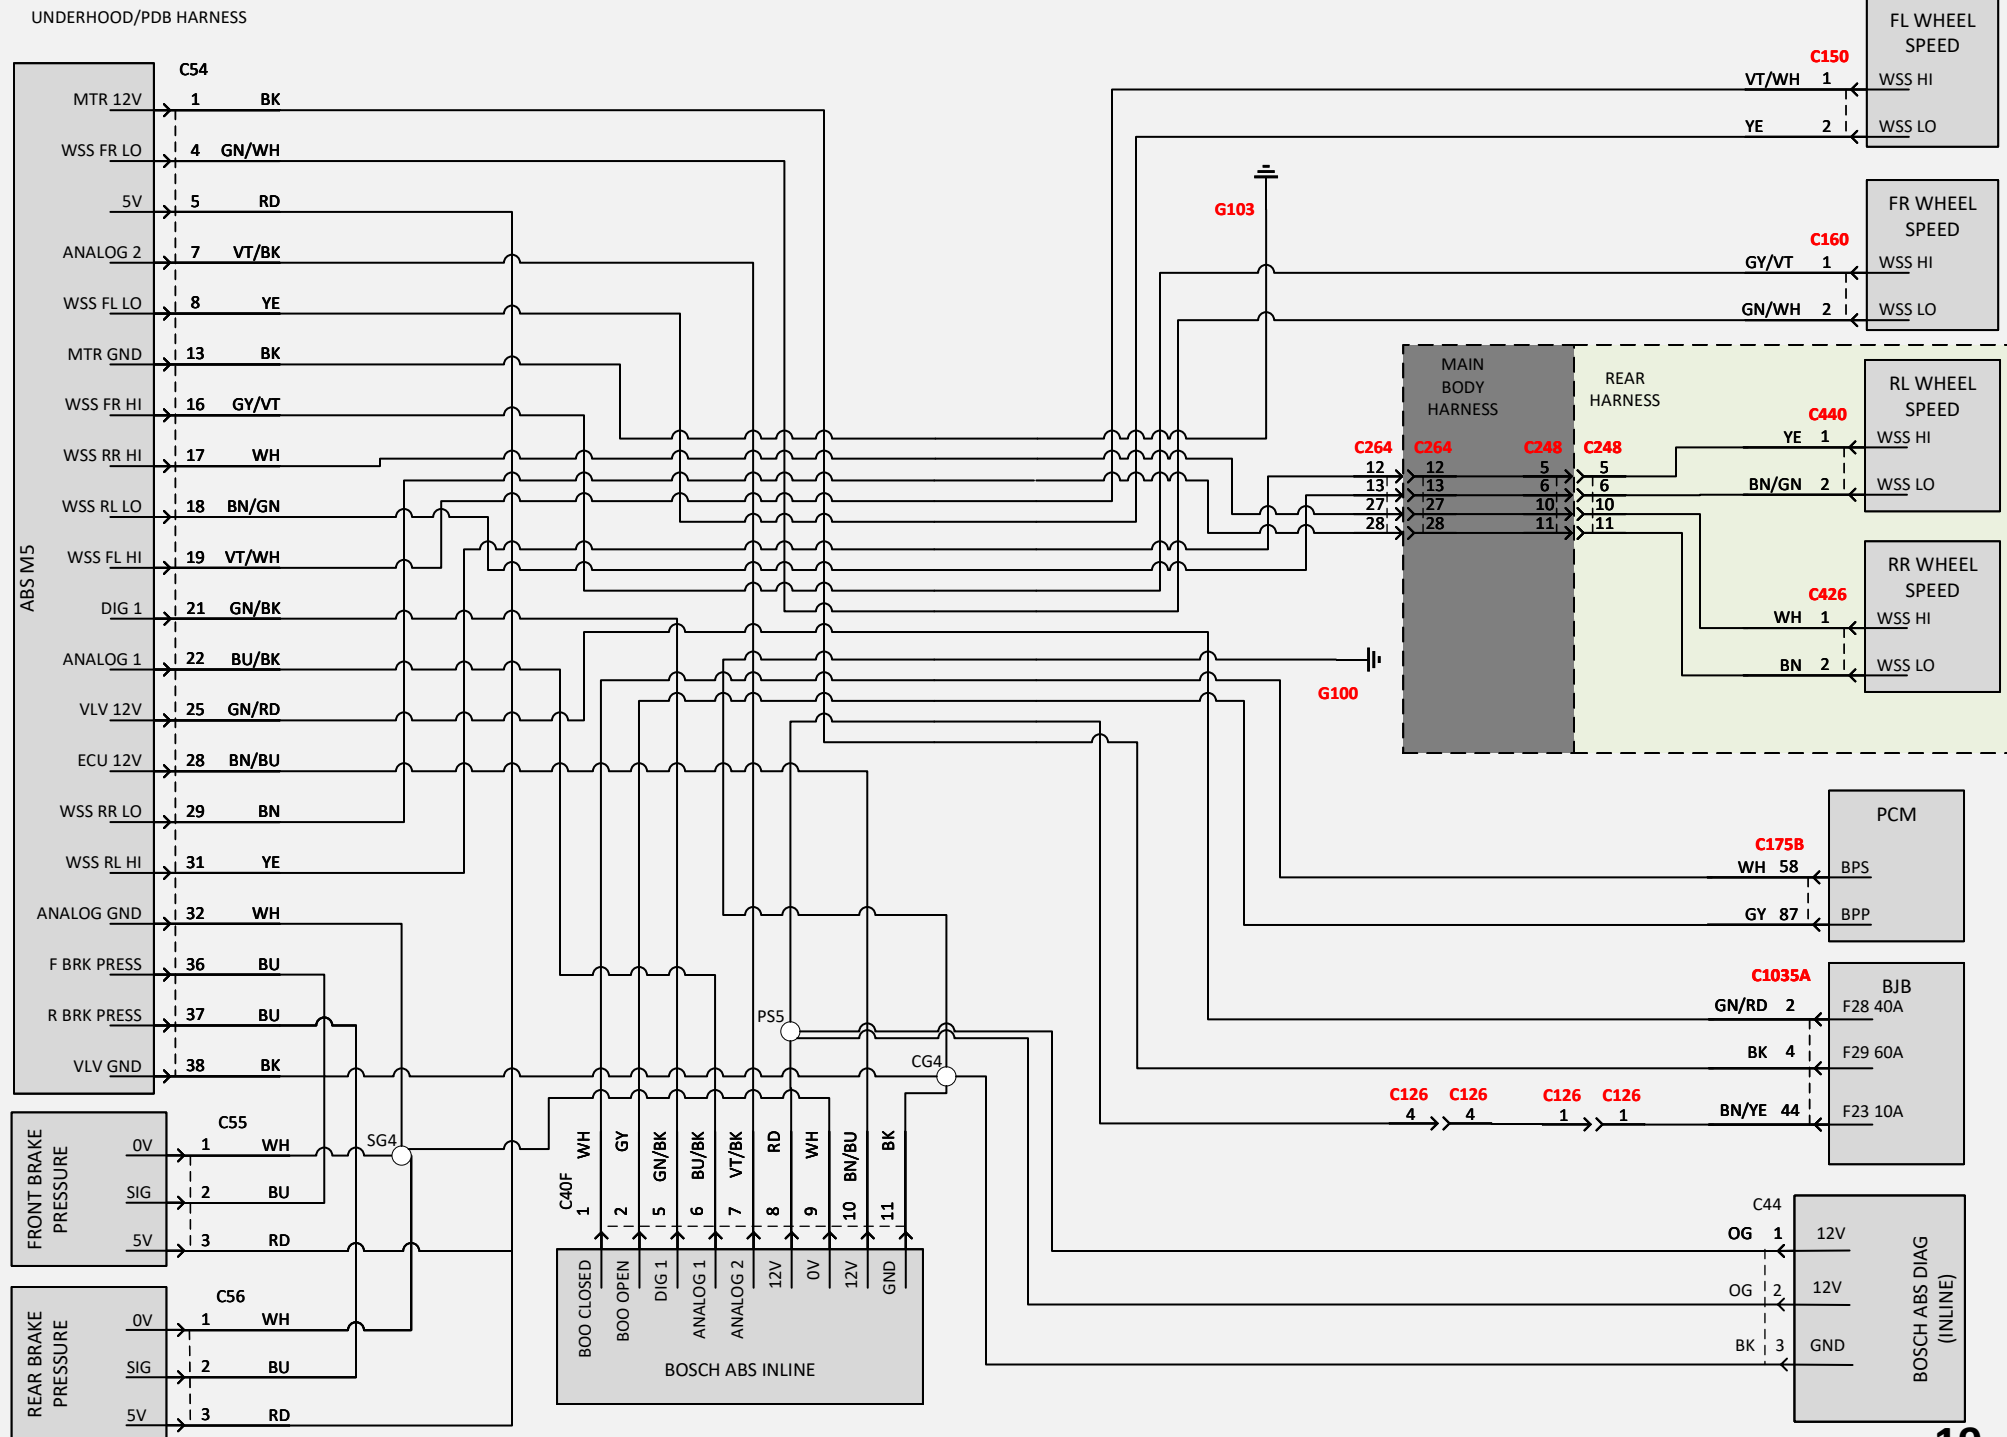 UNDERHOOD/PDB HARNESS
ABS M5
C54
MTR 12V 1 BK
WSS FR LO 4 GN/WH
5V 5 RD
ANALOG 2 7 VT/BK
WSS FL LO 8 YE
MTR GND 13 BK
WSS FR HI 16 GY/VT
WSS RR HI 17 WH
WSS RL LO 18 BN/GN
WSS FL HI 19 VT/WH
DIG 1 21 GN/BK
ANALOG 1 22 BU/BK
VLV 12V 25 GN/RD
ECU 12V 28 BN/BU
WSS RR LO 29 BN
WSS RL HI 31 YE
ANALOG GND 32 WH
F BRK PRESS 36 BU
R BRK PRESS 37 BU
VLV GND 38 BK
FRONT BRAKE
PRESSURE
C55
0V 1 WH
SIG 2 BU
5V 3 RD
SG4
REAR BRAKE
PRESSURE
C56
0V 1 WH
SIG 2 BU
5V 3 RD
PS5
CG4
C40F
1 WH
2 GY
5 GN/BK
6 BU/BK
7 VT/BK
8 RD
9 WH
10 BN/BU
11 BK
BOO CLOSED
BOO OPEN
DIG 1
ANALOG 1
ANALOG 2
12V
0V
12V
GND
BOSCH ABS INLINE
G103
G100
FL WHEEL
SPEED
C150
VT/WH 1 WSS HI
YE 2 WSS LO
FR WHEEL
SPEED
C160
GY/VT 1 WSS HI
GN/WH 2 WSS LO
MAIN
BODY
HARNESS
REAR
HARNESS
C264 C264 C248 C248
12 12 5 5
13 13 6 6
27 27 10 10
28 28 11 11
RL WHEEL
SPEED
C440
YE 1 WSS HI
BN/GN 2 WSS LO
RR WHEEL
SPEED
C426
WH 1 WSS HI
BN 2 WSS LO
PCM
C175B
WH 58 BPS
GY 87 BPP
BJB
C1035A
GN/RD 2 F28 40A
BK 4 F29 60A
C126 C126 C126 C126
4 4 1 1
BN/YE 44 F23 10A
C44
OG 1 12V
OG 2 12V
BK 3 GND
BOSCH ABS DIAG
(INLINE)